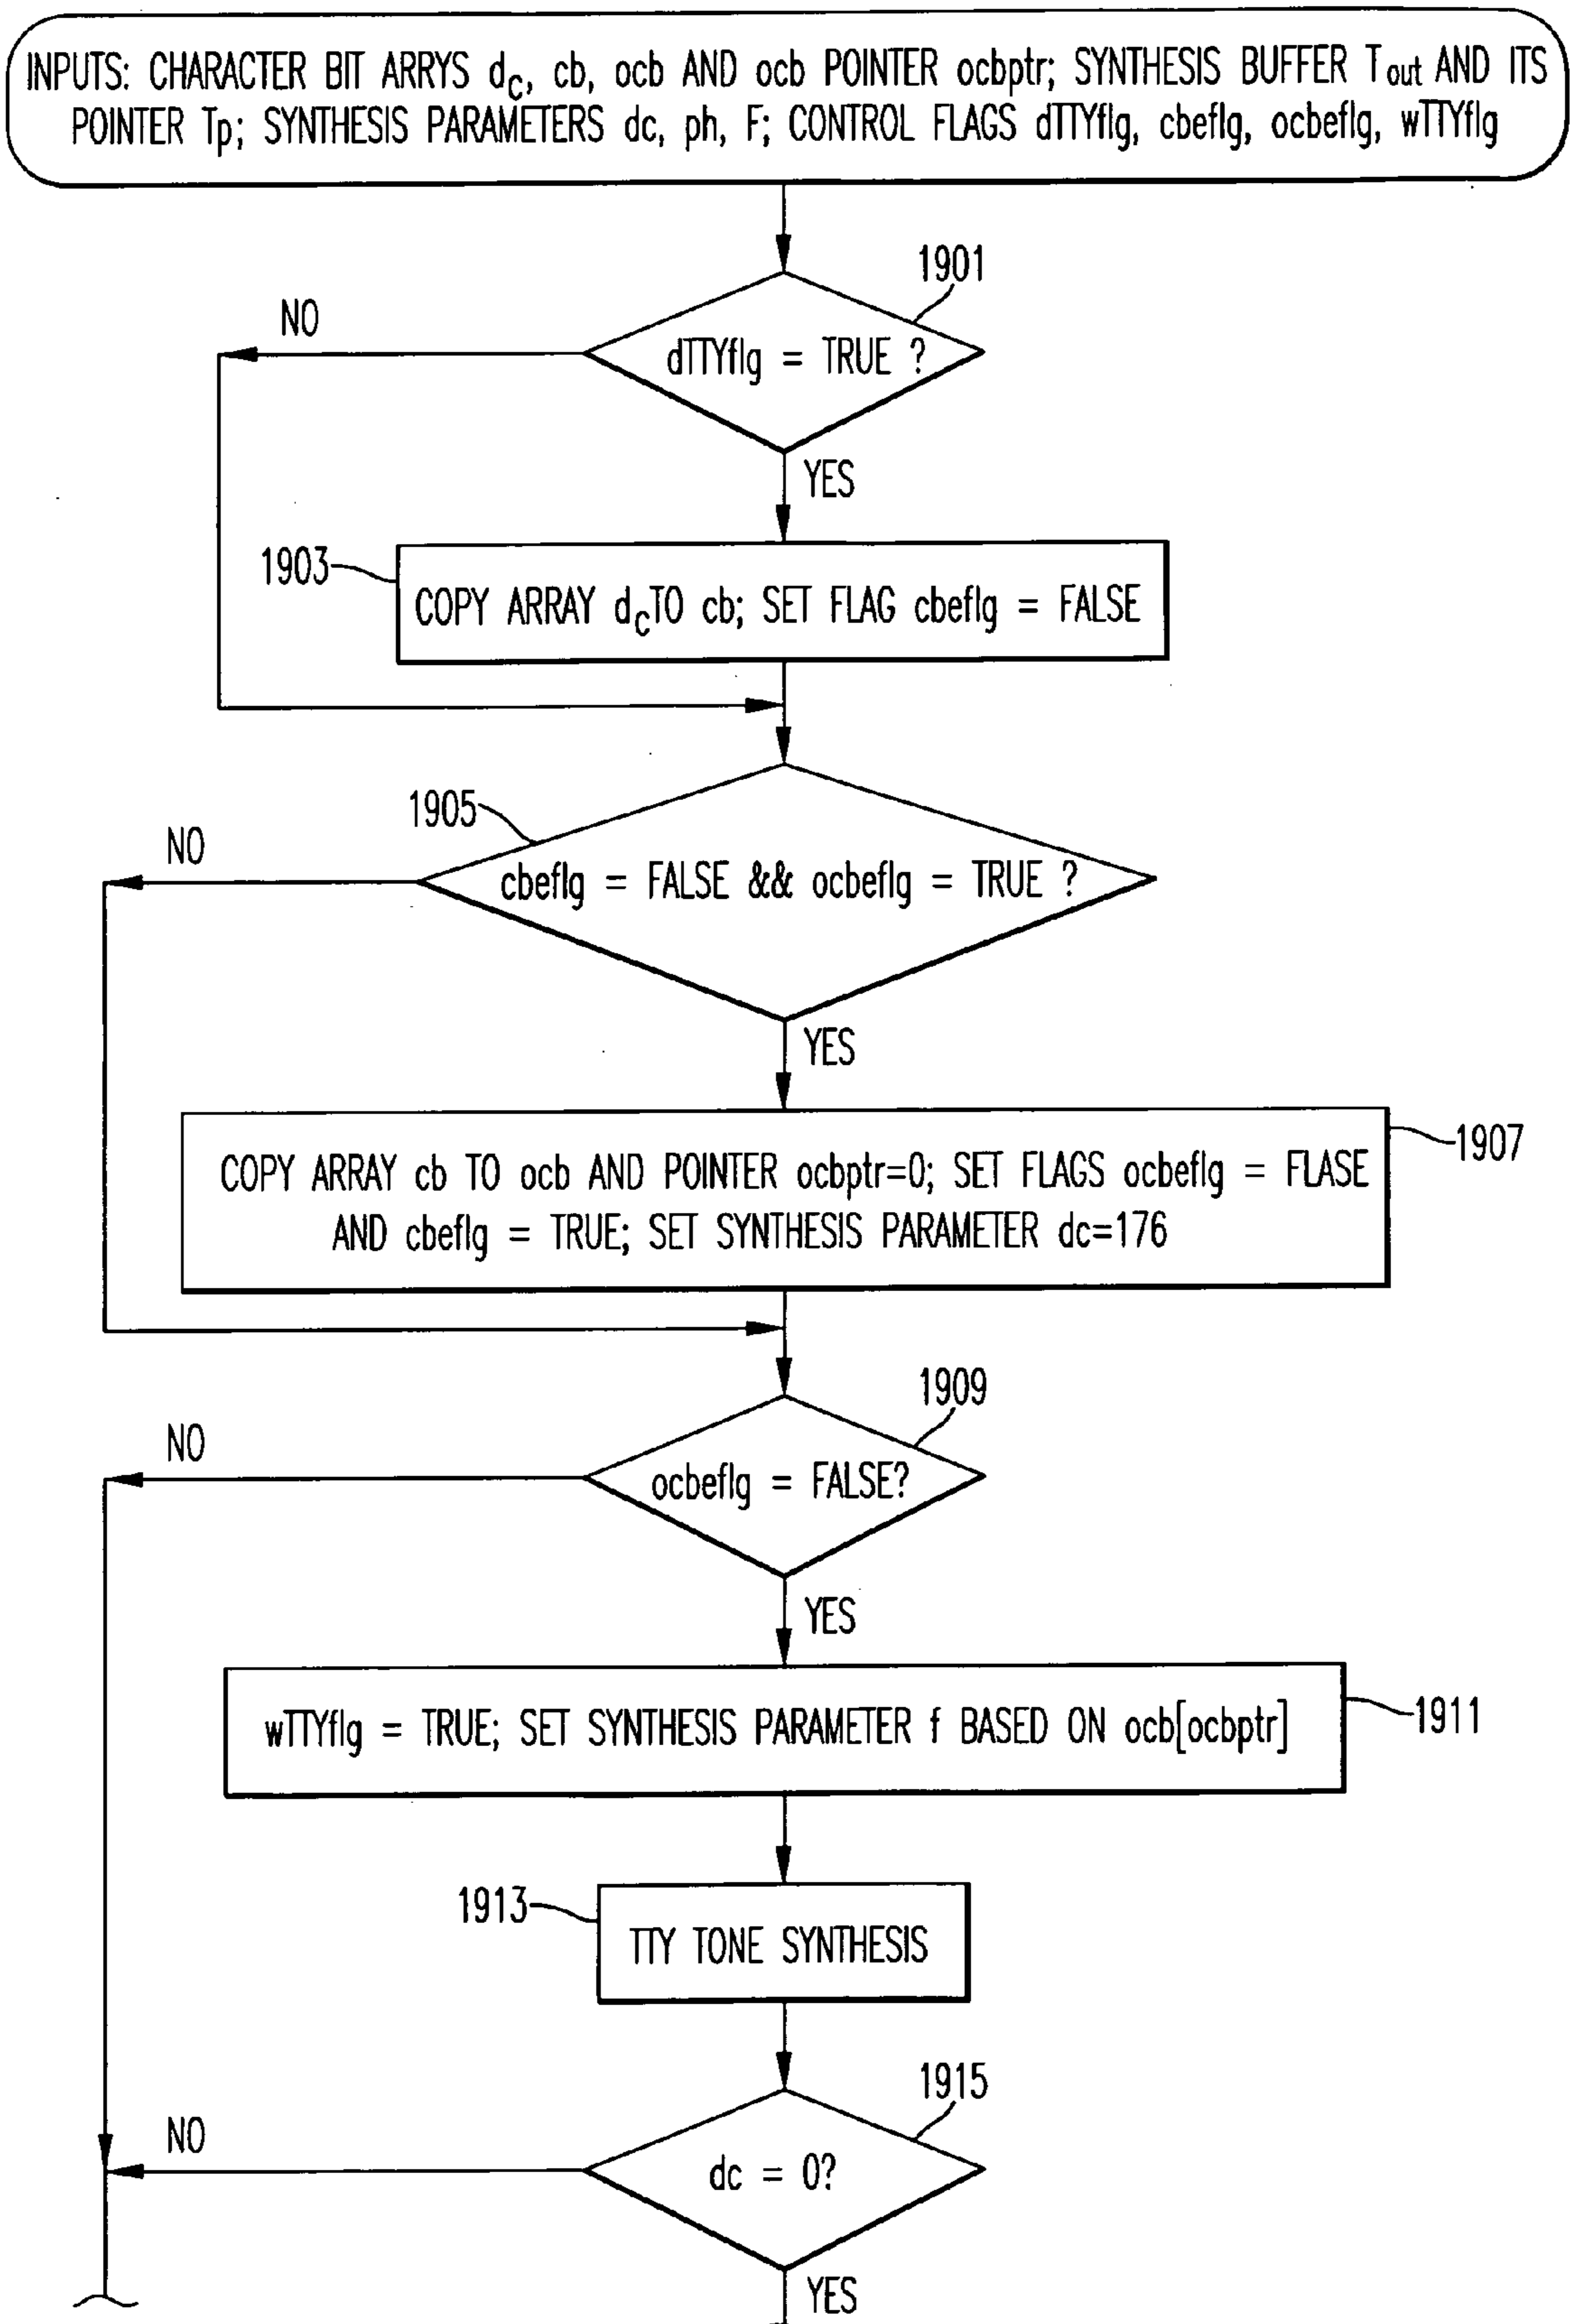 INPUTS: CHARACTER BIT ARRYS dc, cb, ocb AND ocb POINTER ocbptr; SYNTHESIS BUFFER Tout AND ITS
POINTER Tp; SYNTHESIS PARAMETERS dc, ph, F; CONTROL FLAGS dTTYflg, cbeflg, ocbeflg, wTTYflg
1901
NO
dTTYflg = TRUE ?
YES
1903
COPY ARRAY dcTO cb; SET FLAG cbeflg = FALSE
1905
NO
cbeflg = FALSE && ocbeflg = TRUE ?
YES
1907
COPY ARRAY cb TO ocb AND POINTER ocbptr=0; SET FLAGS ocbeflg = FLASE
AND cbeflg = TRUE; SET SYNTHESIS PARAMETER dc=176
1909
NO
ocbeflg = FALSE?
YES
1911
wTTYflg = TRUE; SET SYNTHESIS PARAMETER f BASED ON ocb[ocbptr]
1913
TTY TONE SYNTHESIS
1915
NO
dc = 0?
YES